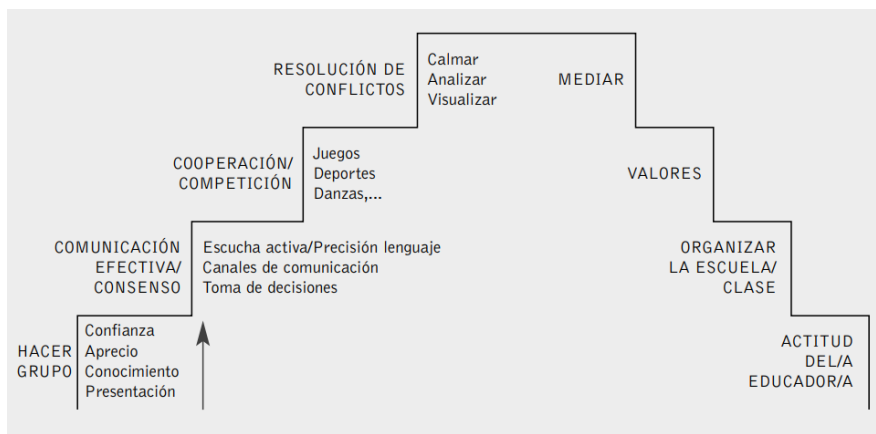 RESOLUCIÓN DE
CONFLICTOS
Calmar
Analizar
Visualizar
MEDIAR
COOPERACIÓN/
COMPETICIÓN
Juegos
Deportes
Danzas,...
VALORES
COMUNICACIÓN
EFECTIVA/
CONSENSO
Escucha activa/Precisión lenguaje
Canales de comunicación
Toma de decisiones
ORGANIZAR
LA ESCUELA/
CLASE
HACER
GRUPO
Confianza
Aprecio
Conocimiento
Presentación
ACTITUD
DEL/A
EDUCADOR/A